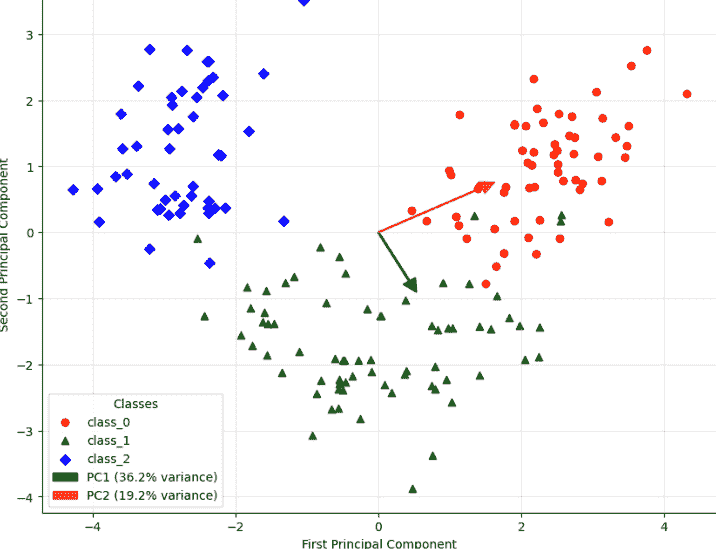 3
2
1
0
−1
−2
−3
−4
Second Principal Component
Classes
class_0
class_1
class_2
PC1 (36.2% variance)
PC2 (19.2% variance)
−4
−2
0
2
4
First Principal Component